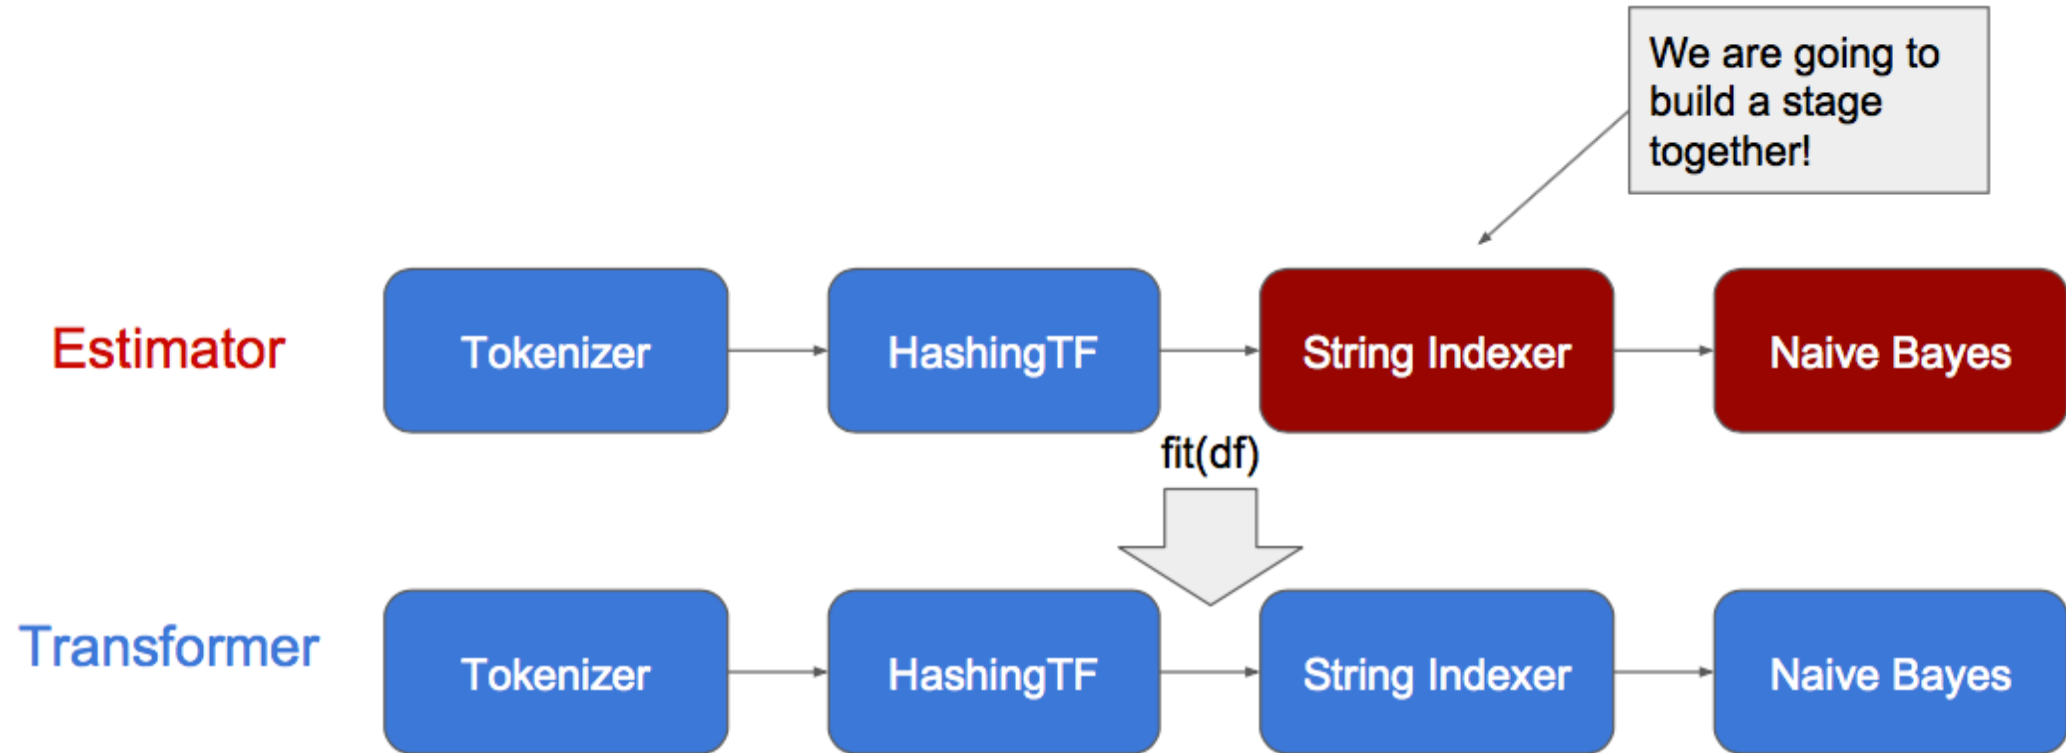 We are going to
build a stage
together!
Estimator
Tokenizer
HashingTF
String Indexer
Naive Bayes
fit(df)
Transformer
Tokenizer
HashingTF
String Indexer
Naive Bayes